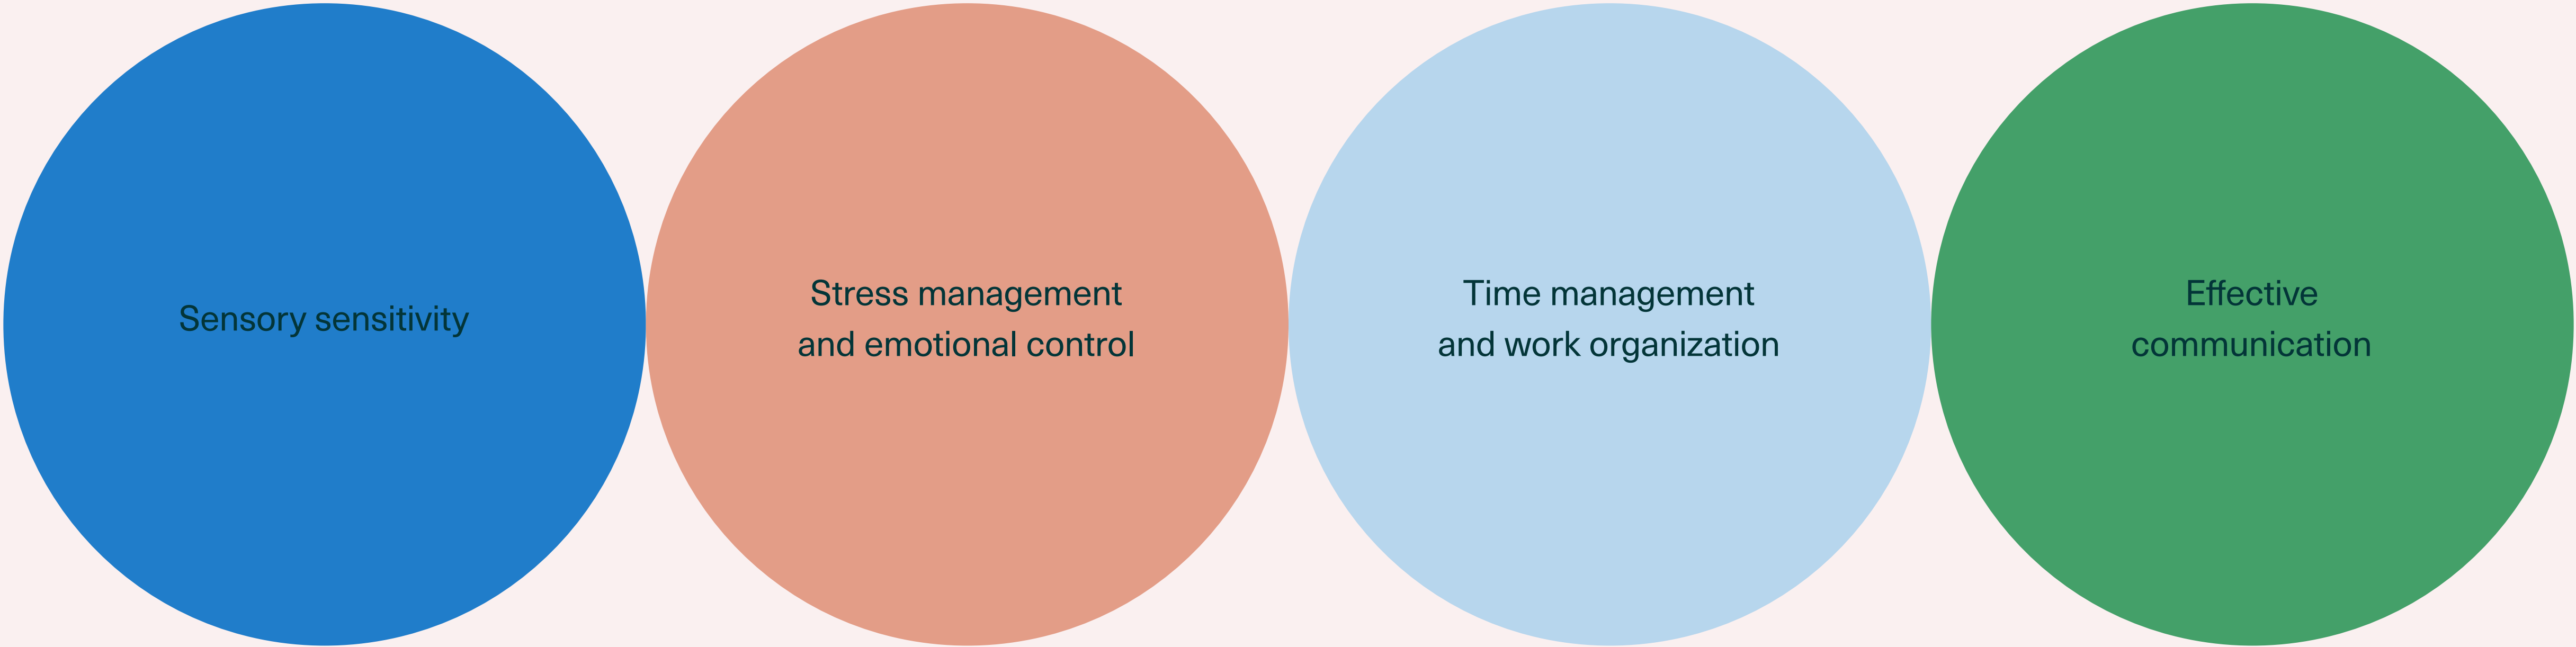 Sensory sensitivity
Stress management
and emotional control
Time management
and work organization
Effective
communication